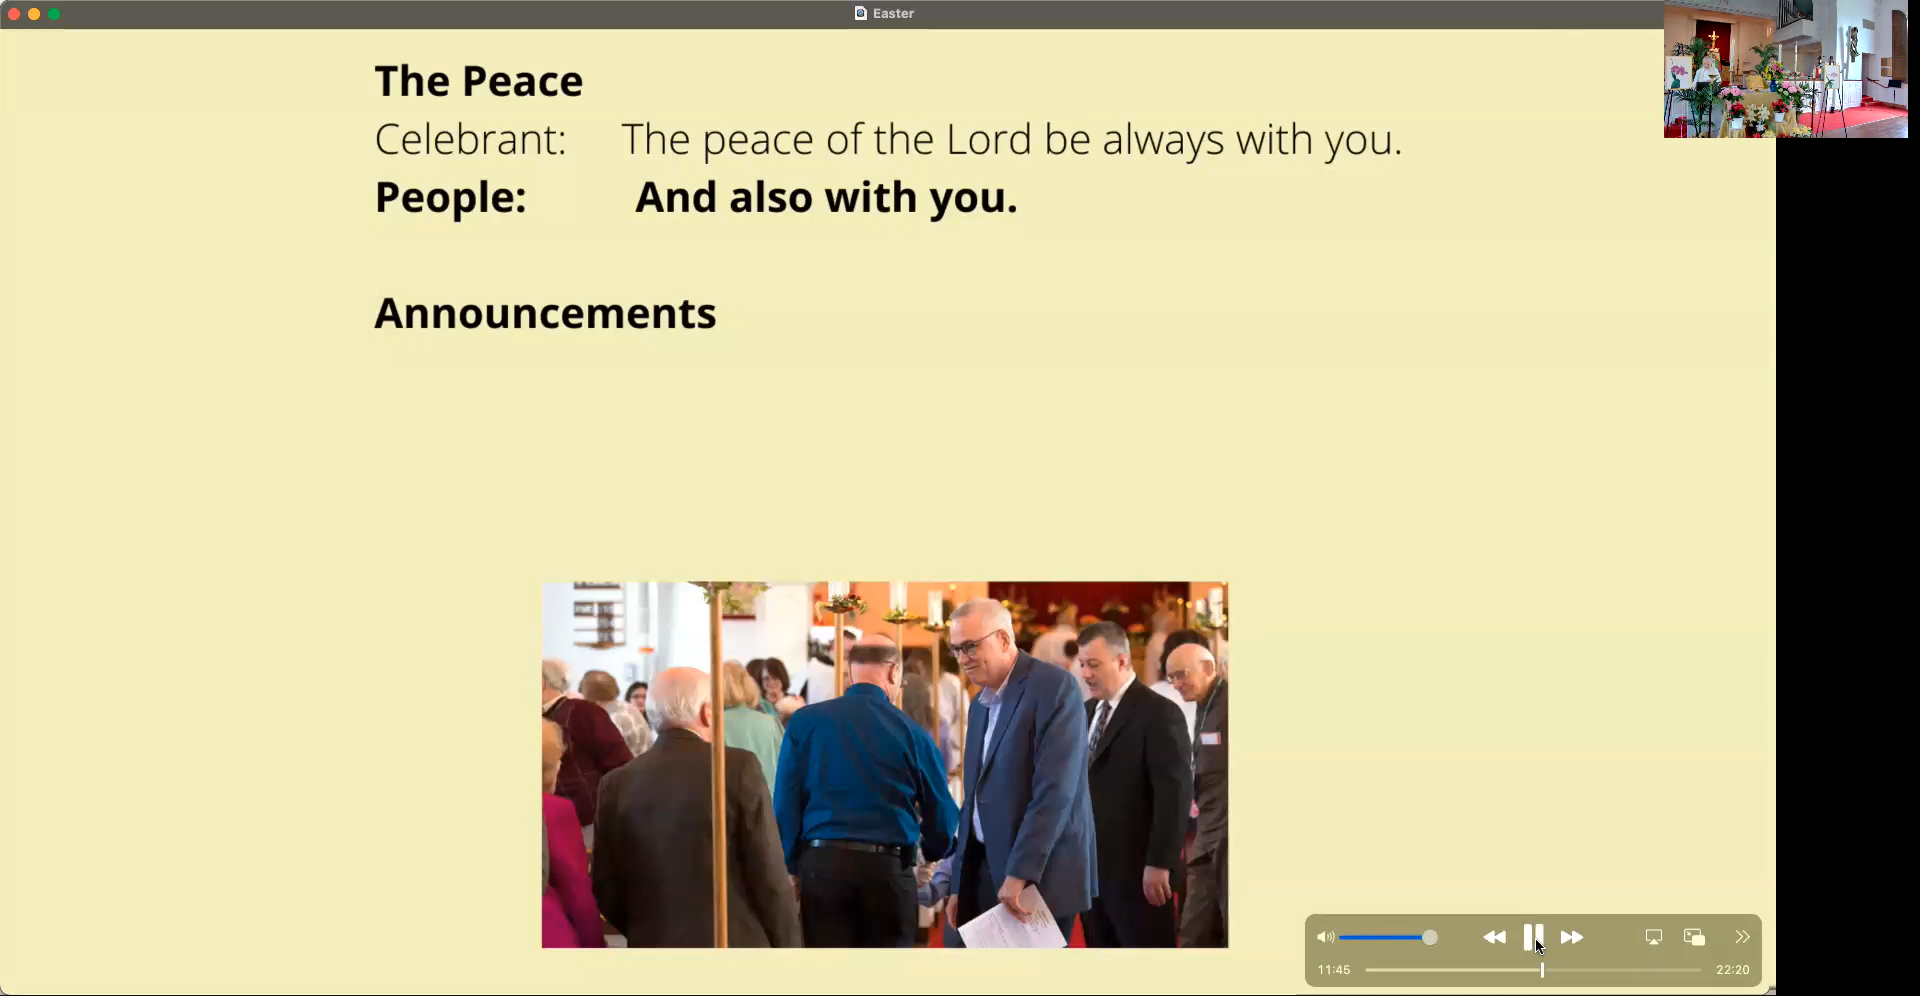 Easter
The Peace
Celebrant: The peace of the Lord be always with you.
People: And also with you.
Announcements
11:45
22:20